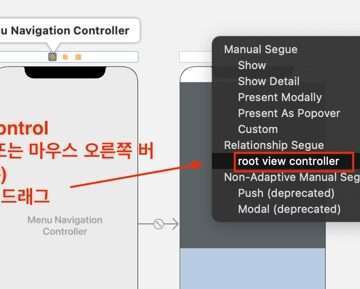 u Navigation Controller
Manual Segue
Show
Show Detail
Present Modally
Present As Popover
Custom
Relationship Segue
root view controller
Non-Adaptive Manual Seg
Push (deprecated)
Modal (deprecated)
ontrol
또는 마우스 오른쪽 버
)
드래그
Menu Navigation
Controller